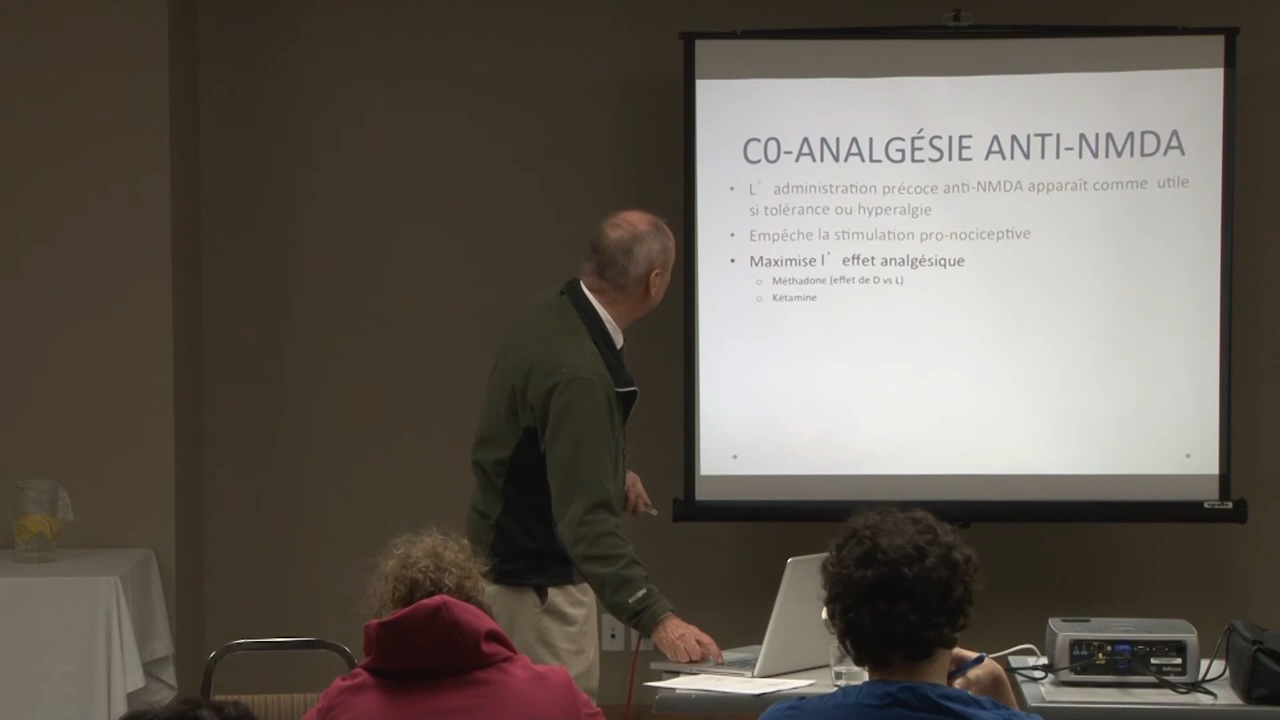 C0-ANALGÉSIE ANTI-NMDA
• L' administration précoce anti-NMDA apparaît comme utile
si tolérance ou hyperalgie
• Empêche la stimulation pro-nociceptive
• Maximise l' effet analgésique
o Méthadone (effet de D vs L)
o Kétamine